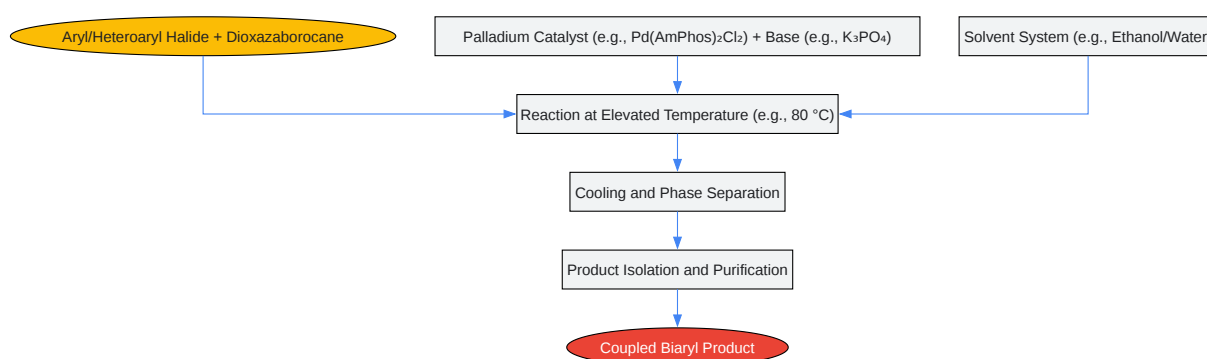 Aryl/Heteroaryl Halide + Dioxazaborocane
Palladium Catalyst (e.g., Pd(AmPhos)₂Cl₂) + Base (e.g., K₃PO₄)
Solvent System (e.g., Ethanol/Water
Reaction at Elevated Temperature (e.g., 80 °C)
Cooling and Phase Separation
Product Isolation and Purification
Coupled Biaryl Product